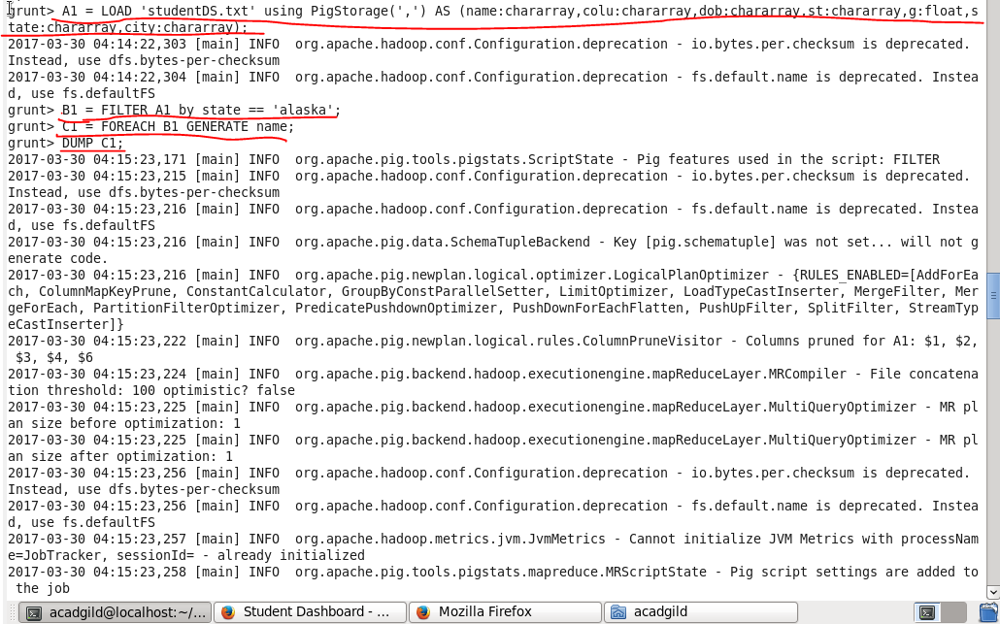 grunt> A1 = LOAD 'studentDS.txt' using PigStorage(',') AS (name:chararray,colu:chararray,dob:chararray,st:chararray,g:float,s
tate:chararray,city:chararray);
2017-03-30 04:14:22,303 [main] INFO  org.apache.hadoop.conf.Configuration.deprecation - io.bytes.per.checksum is deprecated.
Instead, use dfs.bytes-per-checksum
2017-03-30 04:14:22,304 [main] INFO  org.apache.hadoop.conf.Configuration.deprecation - fs.default.name is deprecated. Instea
d, use fs.defaultFS
grunt> B1 = FILTER A1 by state == 'alaska';
grunt> C1 = FOREACH B1 GENERATE name;
grunt> DUMP C1;
2017-03-30 04:15:23,171 [main] INFO  org.apache.pig.tools.pigstats.ScriptState - Pig features used in the script: FILTER
2017-03-30 04:15:23,215 [main] INFO  org.apache.hadoop.conf.Configuration.deprecation - io.bytes.per.checksum is deprecated.
Instead, use dfs.bytes-per-checksum
2017-03-30 04:15:23,216 [main] INFO  org.apache.hadoop.conf.Configuration.deprecation - fs.default.name is deprecated. Instea
d, use fs.defaultFS
2017-03-30 04:15:23,216 [main] INFO  org.apache.pig.data.SchemaTupleBackend - Key [pig.schematuple] was not set... will not g
enerate code.
2017-03-30 04:15:23,216 [main] INFO  org.apache.pig.newplan.logical.optimizer.LogicalPlanOptimizer - {RULES_ENABLED=[AddForEa
ch, ColumnMapKeyPrune, ConstantCalculator, GroupByConstParallelSetter, LimitOptimizer, LoadTypeCastInserter, MergeFilter, Mer
geForEach, PartitionFilterOptimizer, PredicatePushdownOptimizer, PushDownForEachFlatten, PushUpFilter, SplitFilter, StreamTyp
eCastInserter]}
2017-03-30 04:15:23,222 [main] INFO  org.apache.pig.newplan.logical.rules.ColumnPruneVisitor - Columns pruned for A1: $1, $2,
 $3, $4, $6
2017-03-30 04:15:23,224 [main] INFO  org.apache.pig.backend.hadoop.executionengine.mapReduceLayer.MRCompiler - File concatena
tion threshold: 100 optimistic? false
2017-03-30 04:15:23,225 [main] INFO  org.apache.pig.backend.hadoop.executionengine.mapReduceLayer.MultiQueryOptimizer - MR pl
an size before optimization: 1
2017-03-30 04:15:23,225 [main] INFO  org.apache.pig.backend.hadoop.executionengine.mapReduceLayer.MultiQueryOptimizer - MR pl
an size after optimization: 1
2017-03-30 04:15:23,256 [main] INFO  org.apache.hadoop.conf.Configuration.deprecation - io.bytes.per.checksum is deprecated.
Instead, use dfs.bytes-per-checksum
2017-03-30 04:15:23,256 [main] INFO  org.apache.hadoop.conf.Configuration.deprecation - fs.default.name is deprecated. Instea
d, use fs.defaultFS
2017-03-30 04:15:23,257 [main] INFO  org.apache.hadoop.metrics.jvm.JvmMetrics - Cannot initialize JVM Metrics with processNam
e=JobTracker, sessionId= - already initialized
2017-03-30 04:15:23,258 [main] INFO  org.apache.pig.tools.pigstats.mapreduce.MRScriptState - Pig script settings are added to
 the job
acadgild@localhost:~/... Student Dashboard - ... Mozilla Firefox acadgild